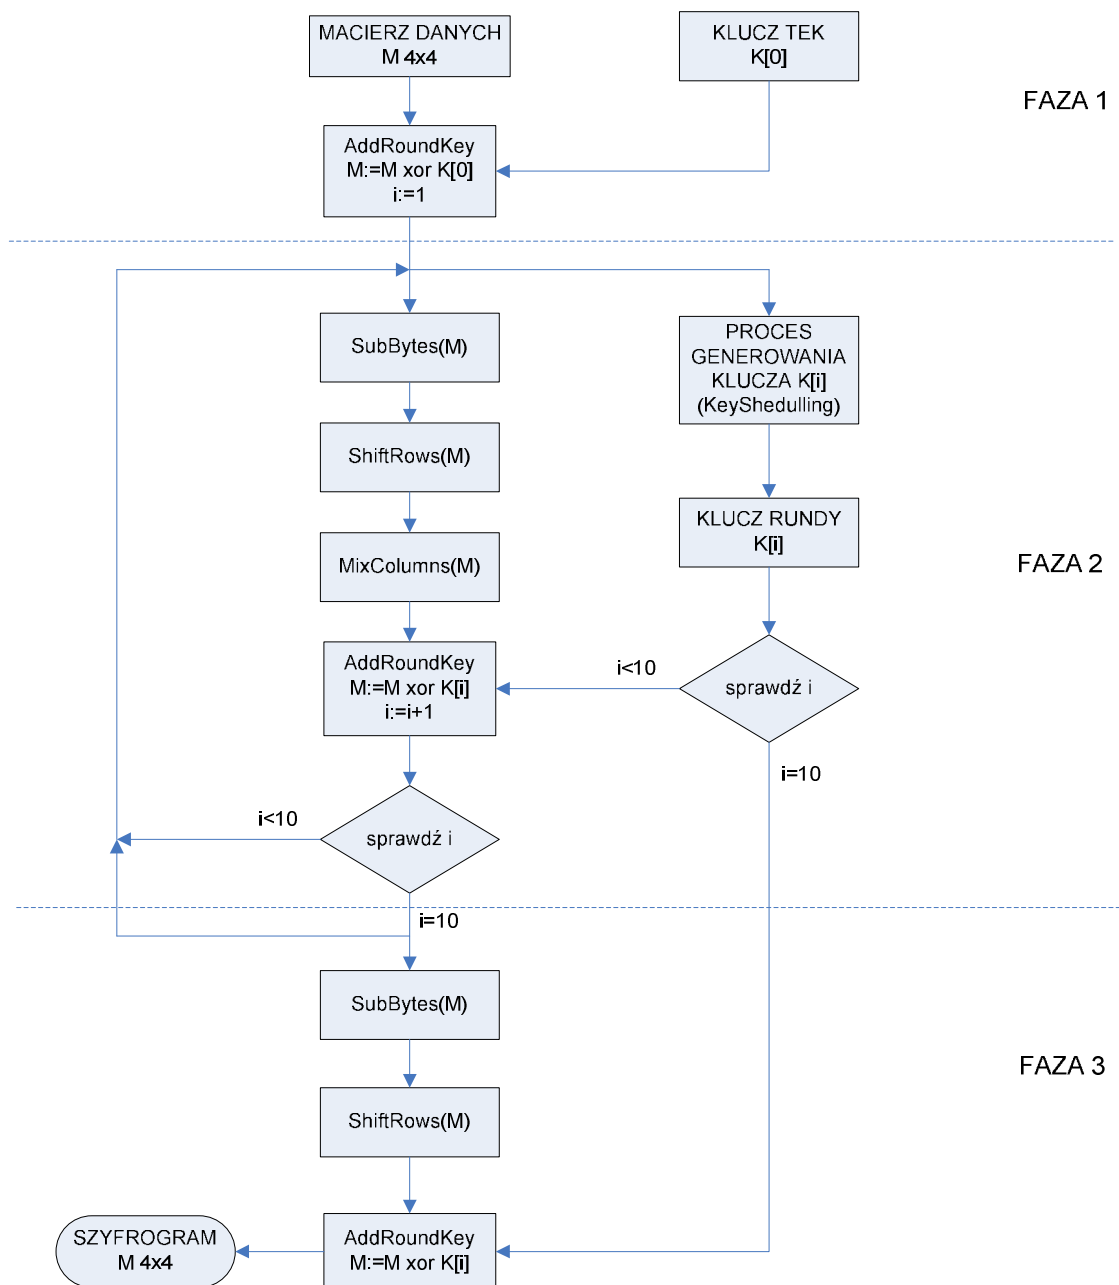 MACIERZ DANYCH
M 4x4
KLUCZ TEK
K[0]
FAZA 1
AddRoundKey
M:=M xor K[0]
i:=1
SubBytes(M)
PROCES
GENEROWANIA
KLUCZA K[i]
(KeyShedulling)
ShiftRows(M)
KLUCZ RUNDY
K[i]
MixColumns(M)
FAZA 2
AddRoundKey
M:=M xor K[i]
i:=i+1
i<10
sprawdź i
i=10
i<10
sprawdź i
i=10
SubBytes(M)
FAZA 3
ShiftRows(M)
SZYFROGRAM
M 4x4
AddRoundKey
M:=M xor K[i]